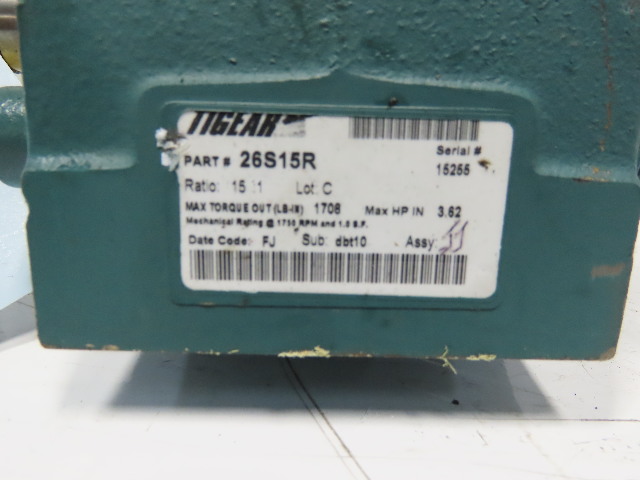 TIGEAR
Serial #
PART # 26S15R
15255
Ratio: 15 :1 Lot: C
MAX TORQUE OUT (LB-IN) 1708 Max HP IN 3.62
Mechanical Rating @ 1750 RPM and 1.0 S.F.
Date Code: FJ Sub: dbt10 Assy: